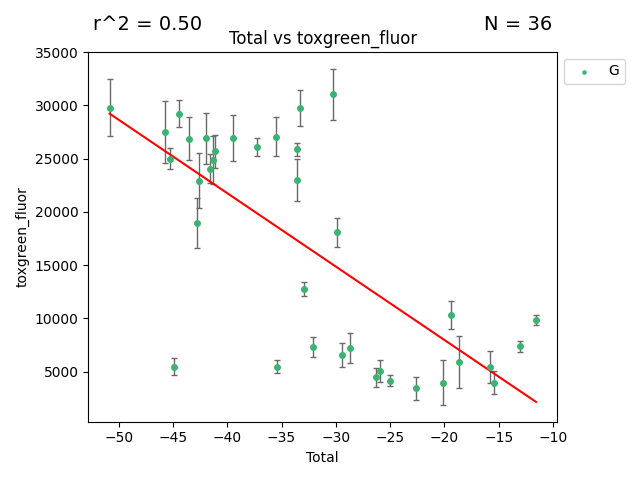 r^2 = 0.50
N = 36
Total vs toxgreen_fluor
G
35000
30000
25000
20000
15000
10000
5000
toxgreen_fluor
−50 −45 −40 −35 −30 −25 −20 −15 −10
Total